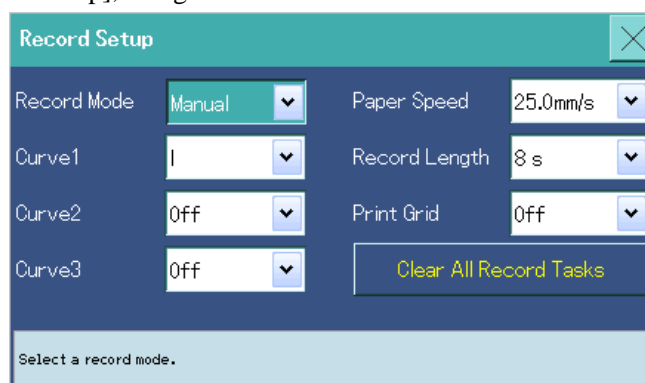 Record Setup
Record Mode Manual Paper Speed 25.0mm/s
Curve1 I Record Length 8 s
Curve2 Off Print Grid Off
Curve3 Off Clear All Record Tasks
Select a record mode.